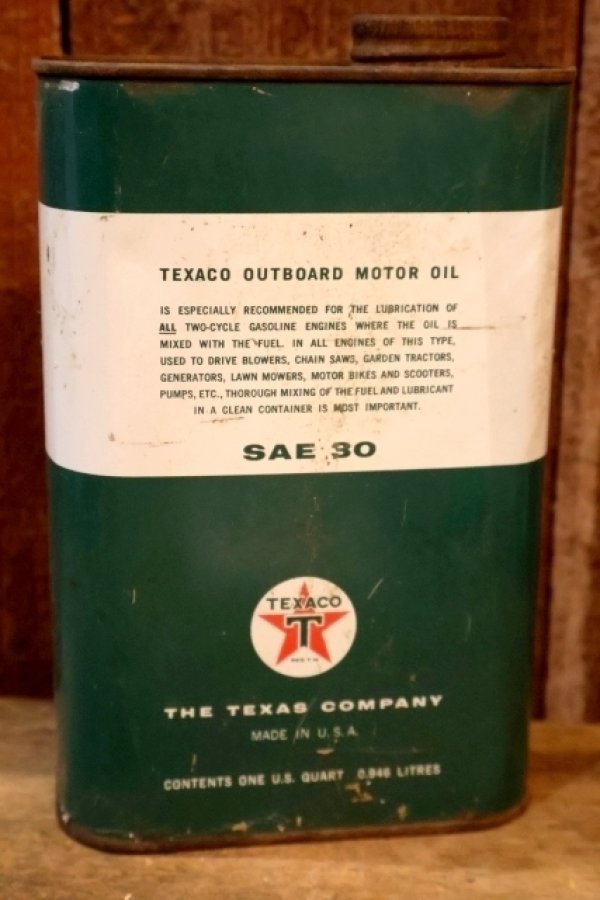 TEXACO OUTBOARD MOTOR OIL
IS ESPECIALLY RECOMMENDED FOR THE LUBRICATION OF
ALL TWO-CYCLE GASOLINE ENGINES WHERE THE OIL IS
MIXED WITH THE FUEL. IN ALL ENGINES OF THIS TYPE,
USED TO DRIVE BLOWERS, CHAIN SAWS, GARDEN TRACTORS,
GENERATORS, LAWN MOWERS, MOTOR BIKES AND SCOOTERS,
PUMPS, ETC., THOROUGH MIXING OF THE FUEL AND LUBRICANT
IN A CLEAN CONTAINER IS MOST IMPORTANT.
SAE 30
TEXACO
T
REG. T.M.
THE TEXAS COMPANY
MADE IN U.S.A.
CONTENTS ONE U.S. QUART 0.946 LITRES